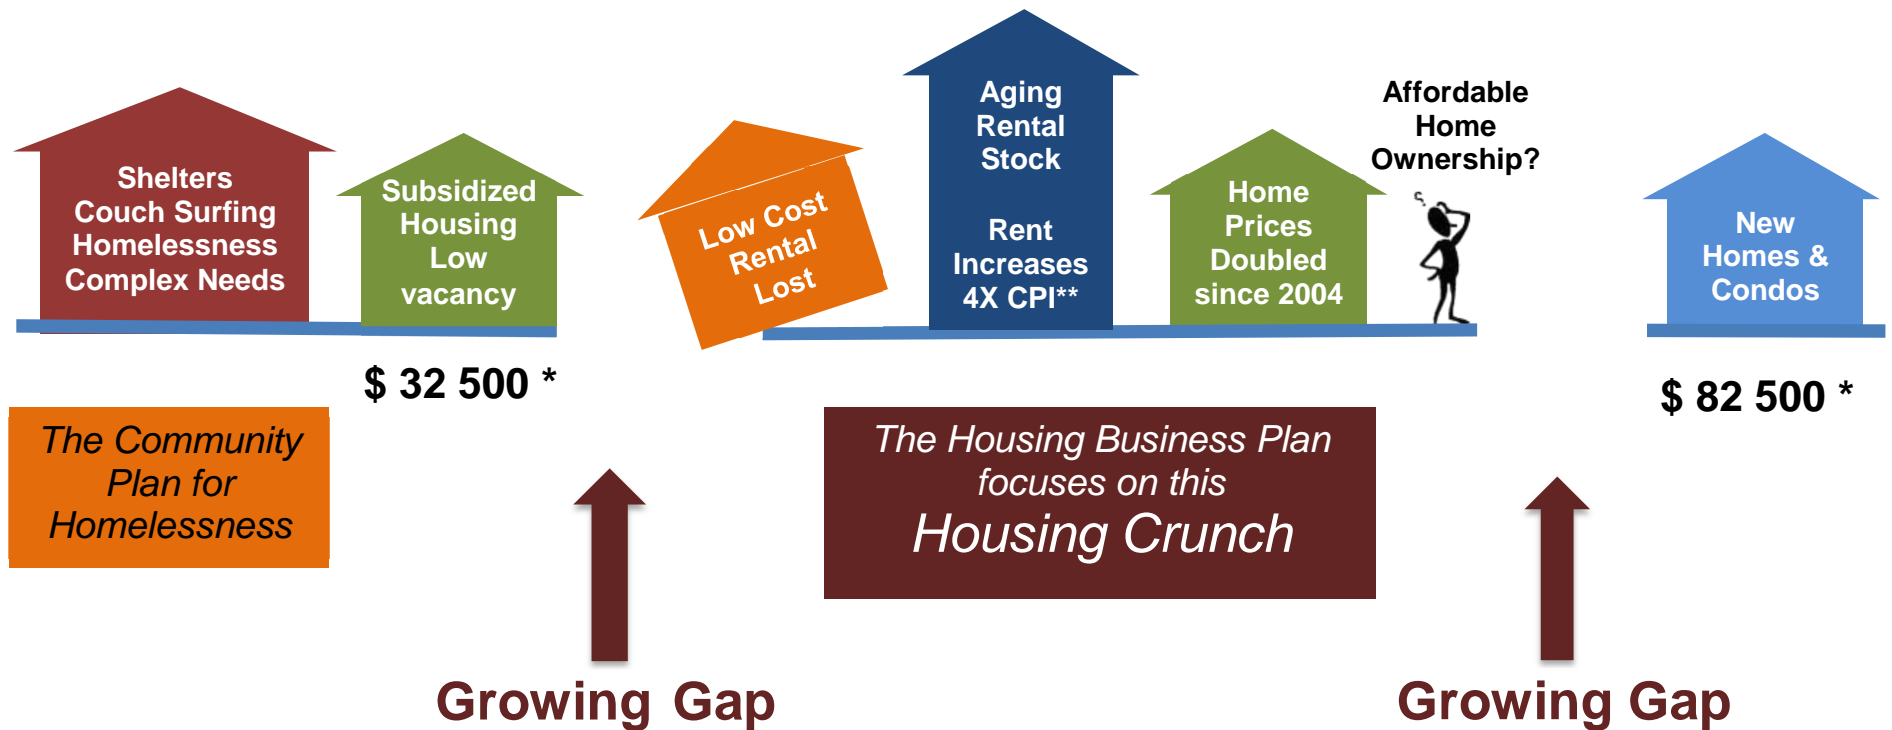 Shelters
Couch Surfing
Homelessness
Complex Needs
Subsidized
Housing
Low
vacancy
Low Cost
Rental
Lost
Aging
Rental
Stock
Rent
Increases
4X CPI**
Home
Prices
Doubled
since 2004
Affordable
Home
Ownership?
New
Homes &
Condos
$ 32 500 *
$ 82 500 *
The Community
Plan for
Homelessness
The Housing Business Plan
focuses on this
Housing Crunch
Growing Gap
Growing Gap